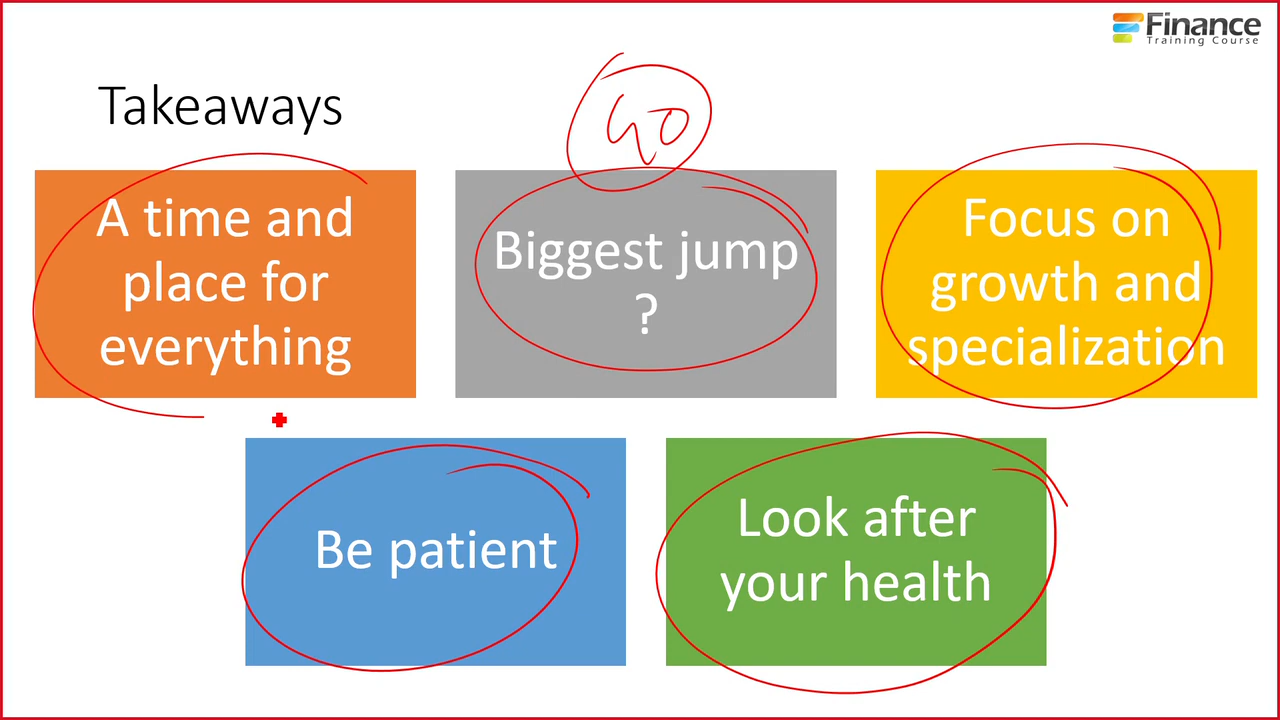 Finance
Training Course
Takeaways
40
A time and
place for
everything
Biggest jump
?
Focus on
growth and
specialization
Be patient
Look after
your health